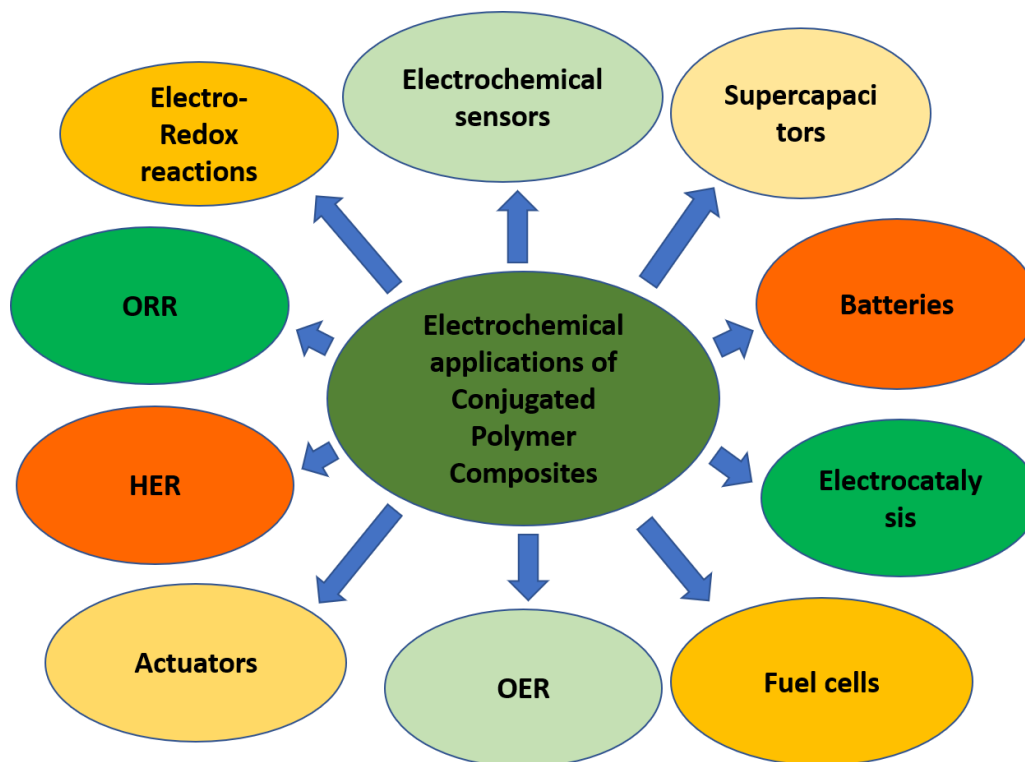 Electro-
Redox
reactions
Electrochemical
sensors
Supercapaci
tors
ORR
Electrochemical
applications of
Conjugated
Polymer
Composites
Batteries
HER
Electrocataly
sis
Actuators
OER
Fuel cells